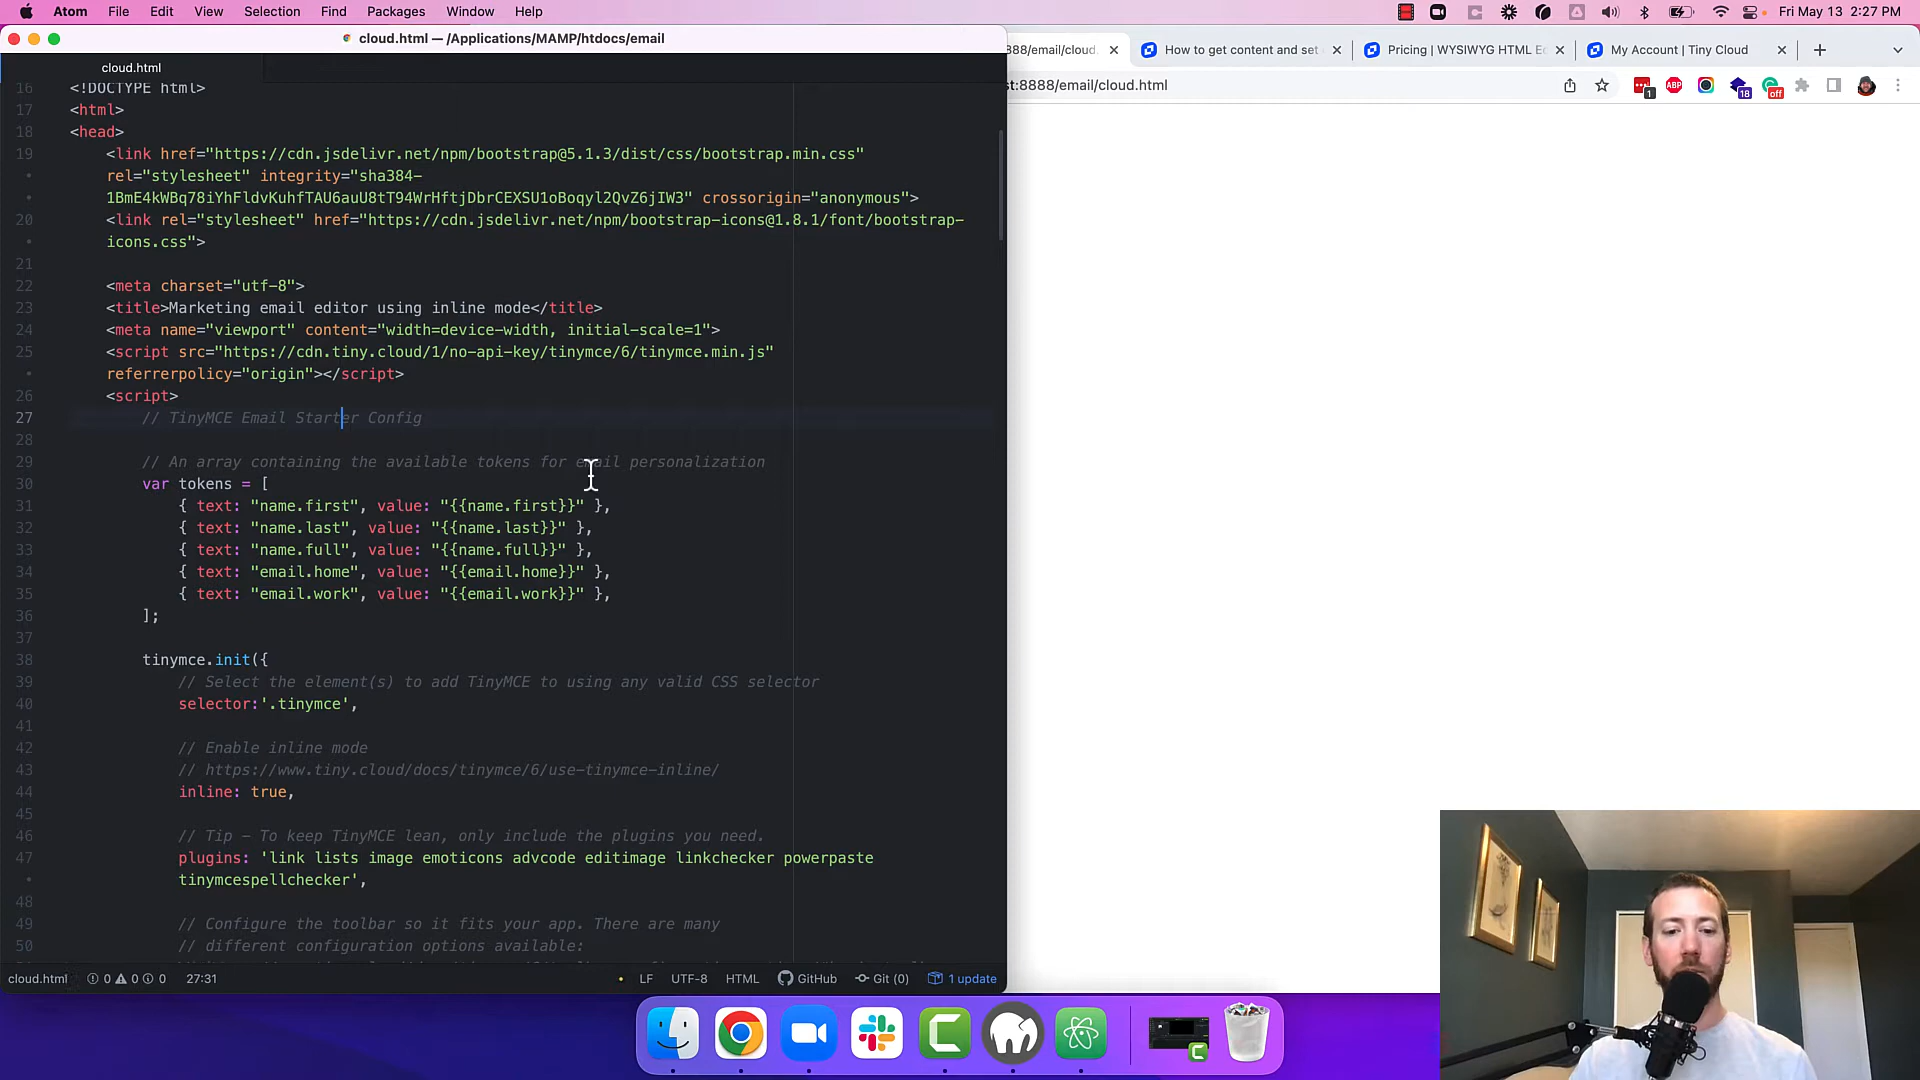 Atom File Edit View Selection Find Packages Window Help
Fri May 13 2:27 PM
cloud.html — /Applications/MAMP/htdocs/email
8888/email/cloud.
How to get content and set
Pricing | WYSIWYG HTML Ed
My Account | Tiny Cloud
st:8888/email/cloud.html
1
ABP
18
off
cloud.html
16 <!DOCTYPE html>
17 <html>
18 <head>
19 <link href="https://cdn.jsdelivr.net/npm/bootstrap@5.1.3/dist/css/bootstrap.min.css"
rel="stylesheet" integrity="sha384-
1BmE4kWBq78iYhFldvKuhfTAU6auU8tT94WrHftjDbrCEXSU1oBoqyl2QvZ6jIW3" crossorigin="anonymous">
20 <link rel="stylesheet" href="https://cdn.jsdelivr.net/npm/bootstrap-icons@1.8.1/font/bootstrap-
icons.css">
21
22 <meta charset="utf-8">
23 <title>Marketing email editor using inline mode</title>
24 <meta name="viewport" content="width=device-width, initial-scale=1">
25 <script src="https://cdn.tiny.cloud/1/no-api-key/tinymce/6/tinymce.min.js"
referrerpolicy="origin"></script>
26 <script>
27 // TinyMCE Email Starter Config
28
29 // An array containing the available tokens for email personalization
30 var tokens = [
31 { text: "name.first", value: "{{name.first}}" },
32 { text: "name.last", value: "{{name.last}}" },
33 { text: "name.full", value: "{{name.full}}" },
34 { text: "email.home", value: "{{email.home}}" },
35 { text: "email.work", value: "{{email.work}}" },
36 ];
37
38 tinymce.init({
39 // Select the element(s) to add TinyMCE to using any valid CSS selector
40 selector:'.tinymce',
41
42 // Enable inline mode
43 // https://www.tiny.cloud/docs/tinymce/6/use-tinymce-inline/
44 inline: true,
45
46 // Tip - To keep TinyMCE lean, only include the plugins you need.
47 plugins: 'link lists image emoticons advcode editimage linkchecker powerpaste
tinymcespellchecker',
48
49 // Configure the toolbar so it fits your app. There are many
50 // different configuration options available:
cloud.html 0 0 0 27:31
LF UTF-8 HTML GitHub Git (0) 1 update